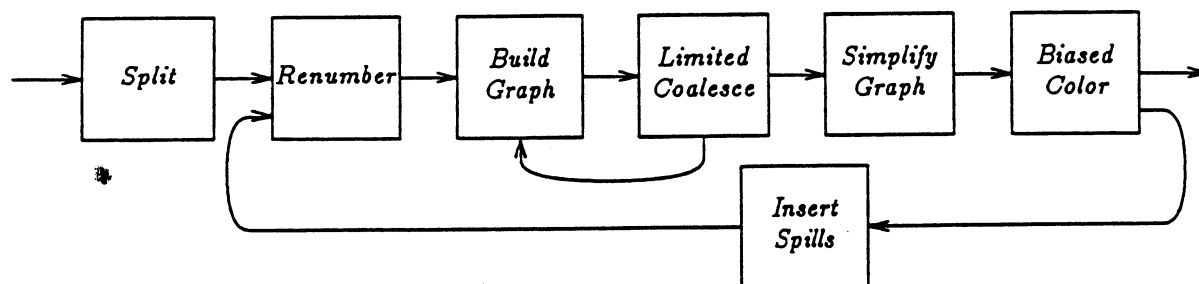 Split
Renumber
Build
Graph
Limited
Coalesce
Simplify
Graph
Biased
Color
Insert
Spills